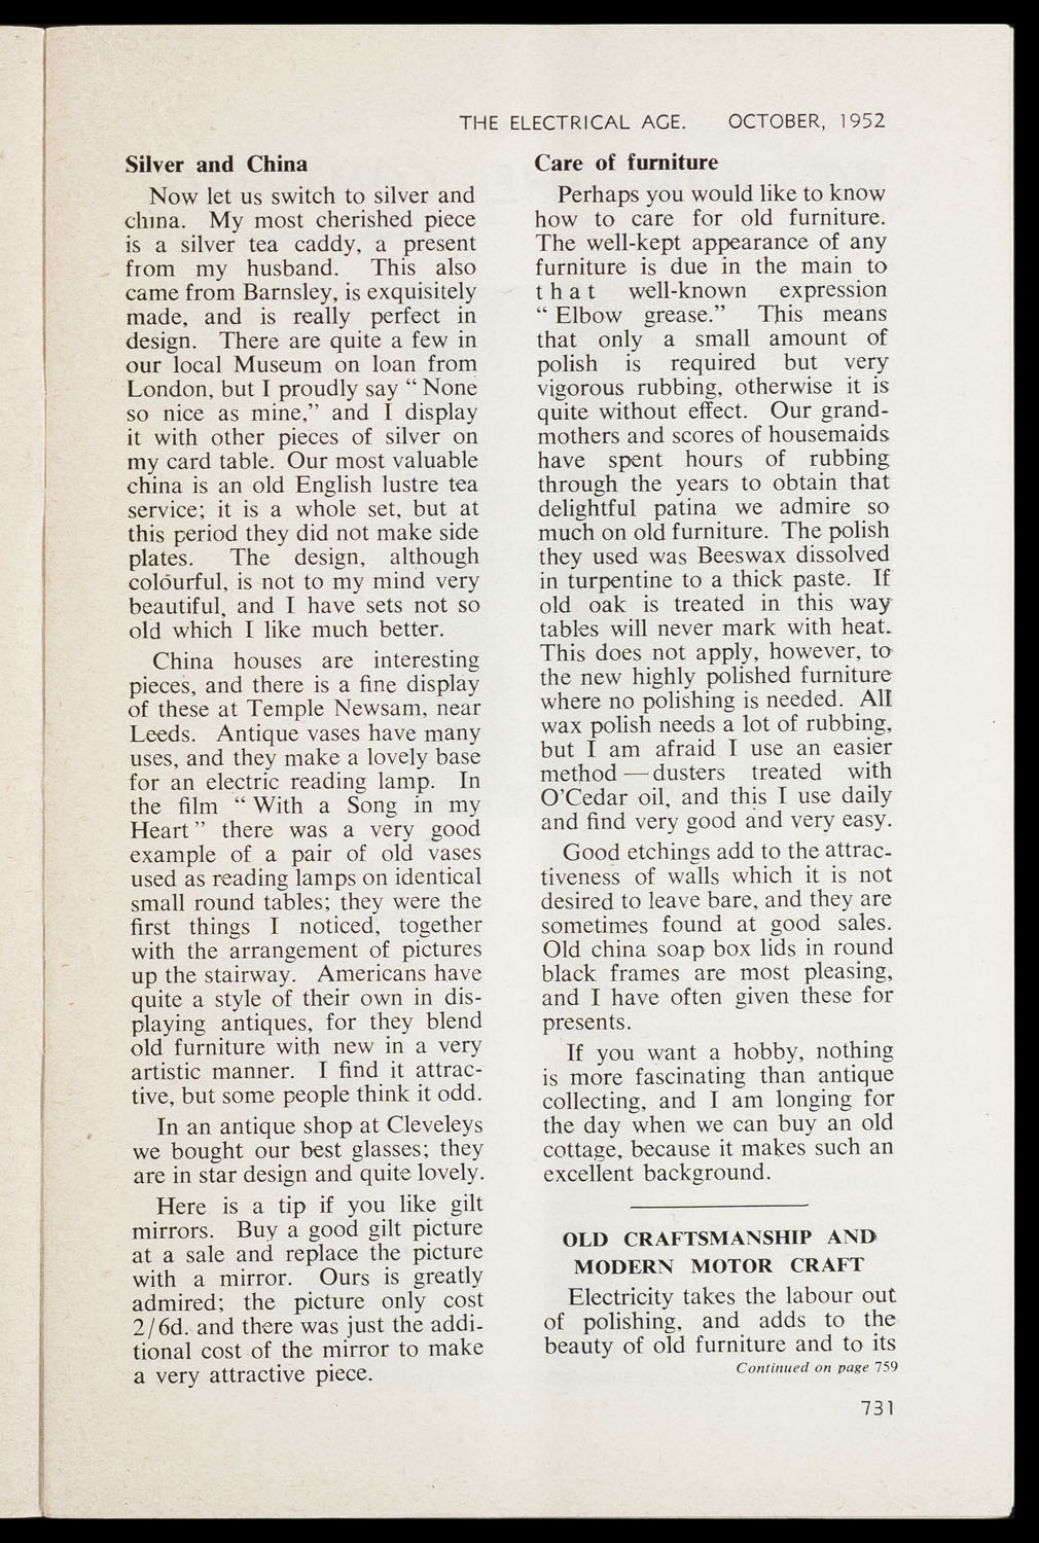 THE ELECTRICAL AGE. OCTOBER, 1952
Silver and China
Now let us switch to silver and
china. My most cherished piece
is a silver tea caddy, a present
from my husband. This also
came from Barnsley, is exquisitely
made, and is really perfect in
design. There are quite a few in
our local Museum on loan from
London, but I proudly say “ None
so nice as mine,” and I display
it with other pieces of silver on
my card table. Our most valuable
china is an old English lustre tea
service; it is a whole set, but at
this period they did not make side
plates. The design, although
colourful, is not to my mind very
beautiful, and I have sets not so
old which I like much better.
China houses are interesting
pieces, and there is a fine display
of these at Temple Newsam, near
Leeds. Antique vases have many
uses, and they make a lovely base
for an electric reading lamp. In
the film “ With a Song in my
Heart ” there was a very good
example of a pair of old vases
used as reading lamps on identical
small round tables; they were the
first things I noticed, together
with the arrangement of pictures
up the stairway. Americans have
quite a style of their own in dis-
playing antiques, for they blend
old furniture with new in a very
artistic manner. I find it attrac-
tive, but some people think it odd.
In an antique shop at Cleveleys
we bought our best glasses; they
are in star design and quite lovely.
Here is a tip if you like gilt
mirrors. Buy a good gilt picture
at a sale and replace the picture
with a mirror. Ours is greatly
admired; the picture only cost
2/6d. and there was just the addi-
tional cost of the mirror to make
a very attractive piece.
Care of furniture
Perhaps you would like to know
how to care for old furniture.
The well-kept appearance of any
furniture is due in the main to
that well-known expression
“ Elbow grease.” This means
that only a small amount of
polish is required but very
vigorous rubbing, otherwise it is
quite without effect. Our grand-
mothers and scores of housemaids
have spent hours of rubbing
through the years to obtain that
delightful patina we admire so
much on old furniture. The polish
they used was Beeswax dissolved
in turpentine to a thick paste. If
old oak is treated in this way
tables will never mark with heat.
This does not apply, however, to
the new highly polished furniture
where no polishing is needed. All
wax polish needs a lot of rubbing,
but I am afraid I use an easier
method — dusters treated with
O'Cedar oil, and this I use daily
and find very good and very easy.
Good etchings add to the attrac-
tiveness of walls which it is not
desired to leave bare, and they are
sometimes found at good sales.
Old china soap box lids in round
black frames are most pleasing,
and I have often given these for
presents.
If you want a hobby, nothing
is more fascinating than antique
collecting, and I am longing for
the day when we can buy an old
cottage, because it makes such an
excellent background.
OLD CRAFTSMANSHIP AND
MODERN MOTOR CRAFT
Electricity takes the labour out
of polishing, and adds to the
beauty of old furniture and to its
Continued on page 759
731